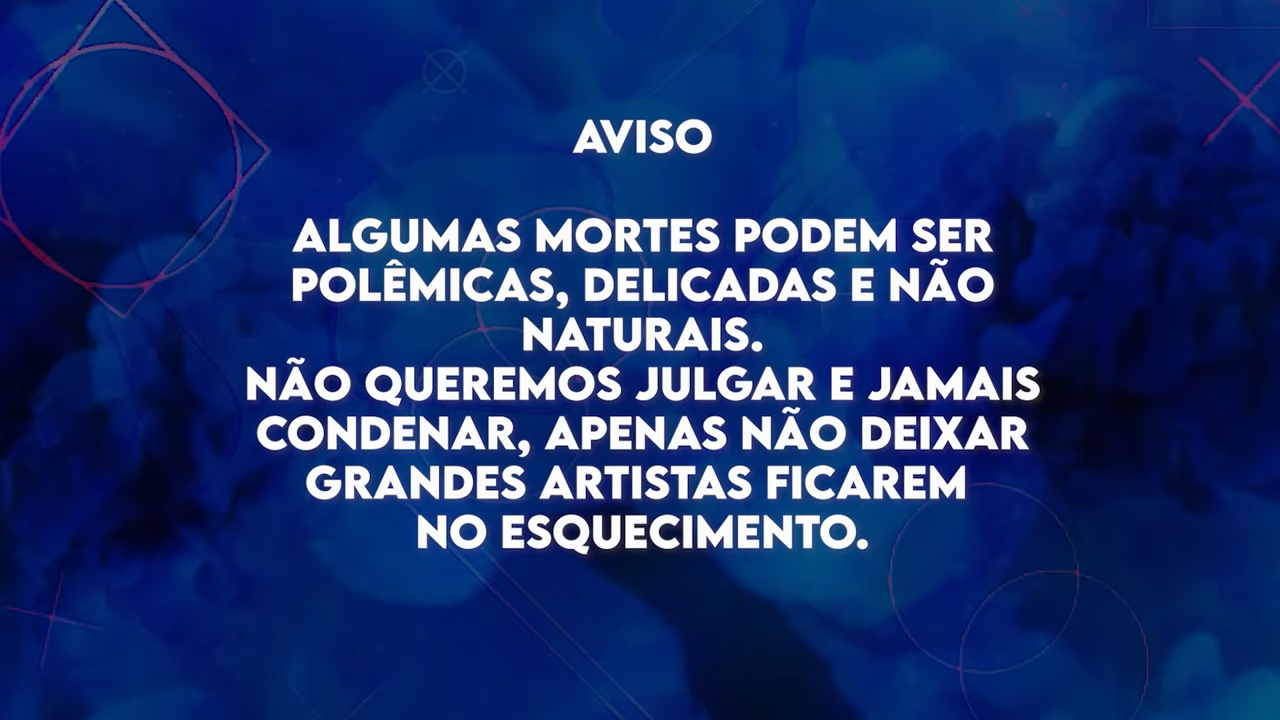 AVISO
ALGUMAS MORTES PODEM SER
POLÊMICAS, DELICADAS E NÃO
NATURAIS.
NÃO QUEREMOS JULGAR E JAMAIS
CONDENAR, APENAS NÃO DEIXAR
GRANDES ARTISTAS FICAREM
NO ESQUECIMENTO.